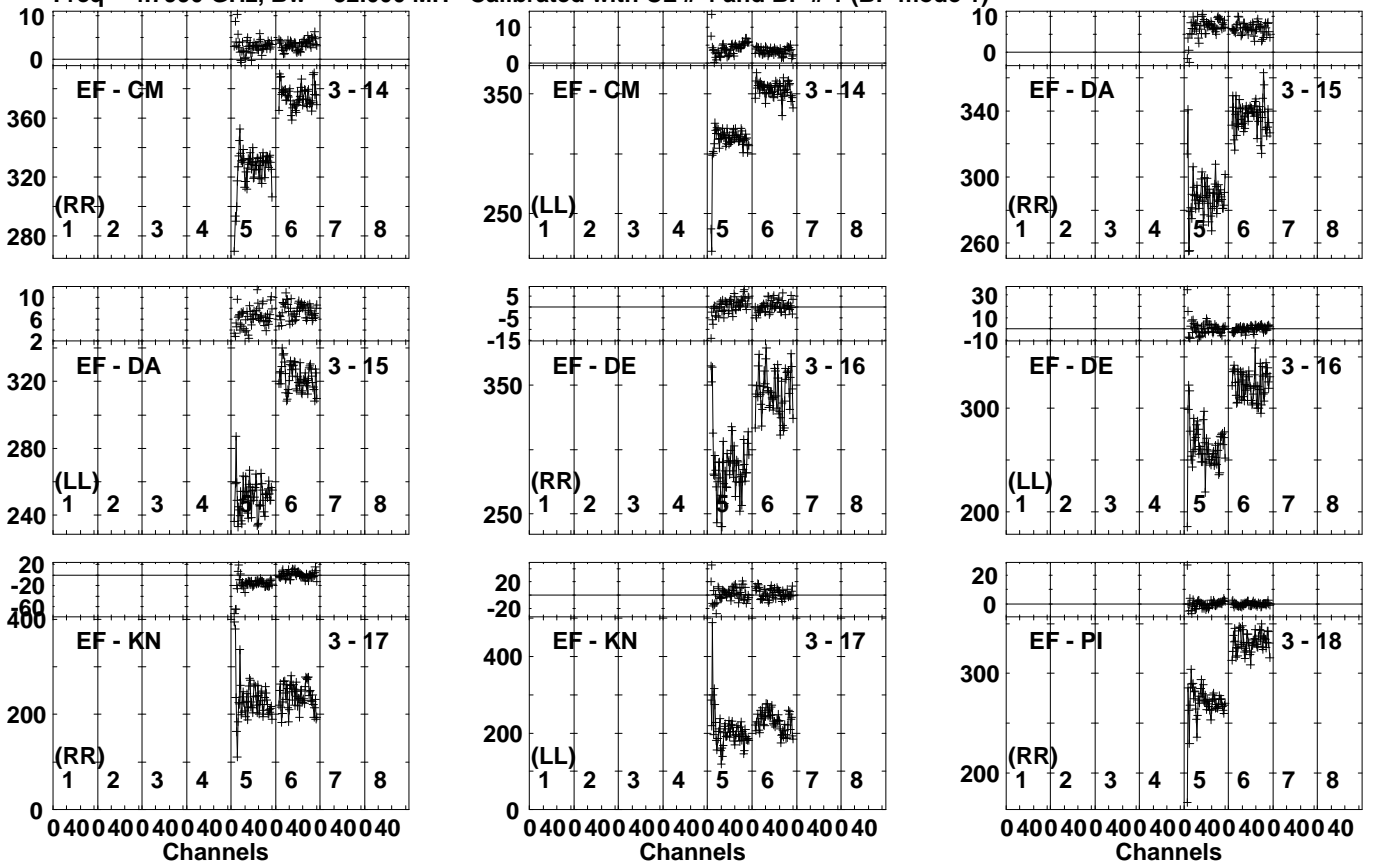 10
0
EF - CM 3 - 14
360
320
280
(RR)
1 2 3 4 5 6 7 8
10
0
EF - CM 3 - 14
350
250
(LL)
1 2 3 4 5 6 7 8
10
0
EF - DA 3 - 15
340
300
260
(RR)
1 2 3 4 5 6 7 8
10
6
2
EF - DA 3 - 15
320
280
240
(LL)
1 2 3 4 5 6 7 8
5
-5
-15
EF - DE 3 - 16
350
250
(RR)
1 2 3 4 5 6 7 8
30
10
-10
EF - DE 3 - 16
300
200
(LL)
1 2 3 4 5 6 7 8
20
-20
-60
400
EF - KN 3 - 17
200
0
(RR)
1 2 3 4 5 6 7 8
0 40 0 40 0 40 0 40 0 40 0 40 0 40 0 40
Channels
20
-20
EF - KN 3 - 17
400
200
0
(LL)
1 2 3 4 5 6 7 8
0 40 0 40 0 40 0 40 0 40 0 40 0 40 0 40
Channels
20
0
EF - PI 3 - 18
300
200
(RR)
1 2 3 4 5 6 7 8
0 40 0 40 0 40 0 40 0 40 0 40 0 40 0 40
Channels